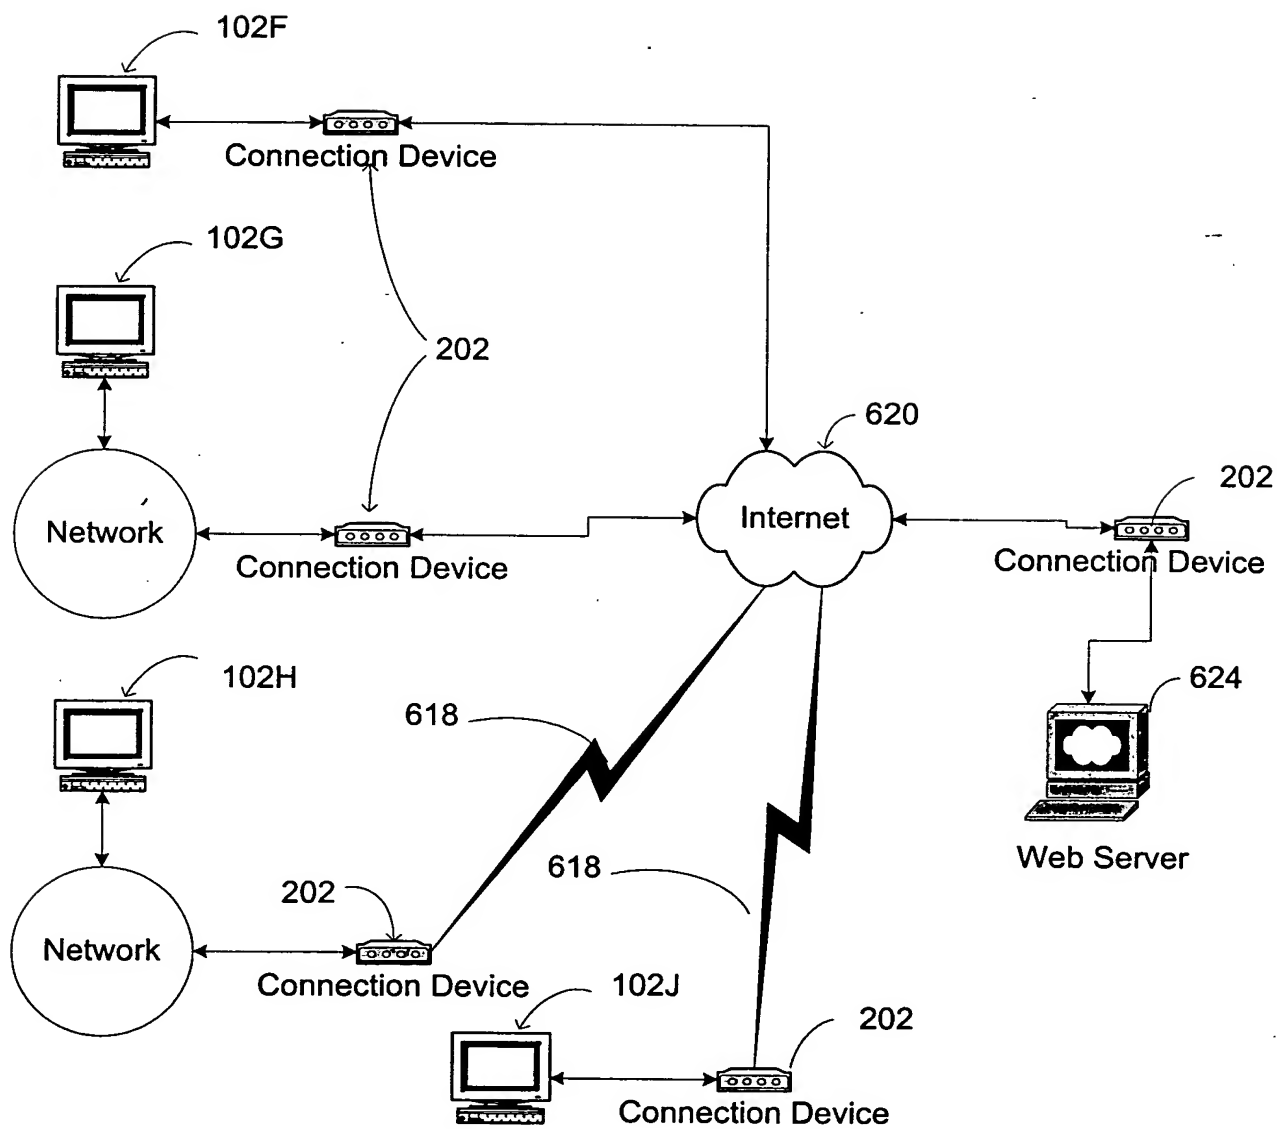 102F
Connection Device
102G
202
620
202
Network
Internet
Connection Device
Connection Device
102H
624
618
Web Server
618
202
Network
Connection Device
102J
202
Connection Device